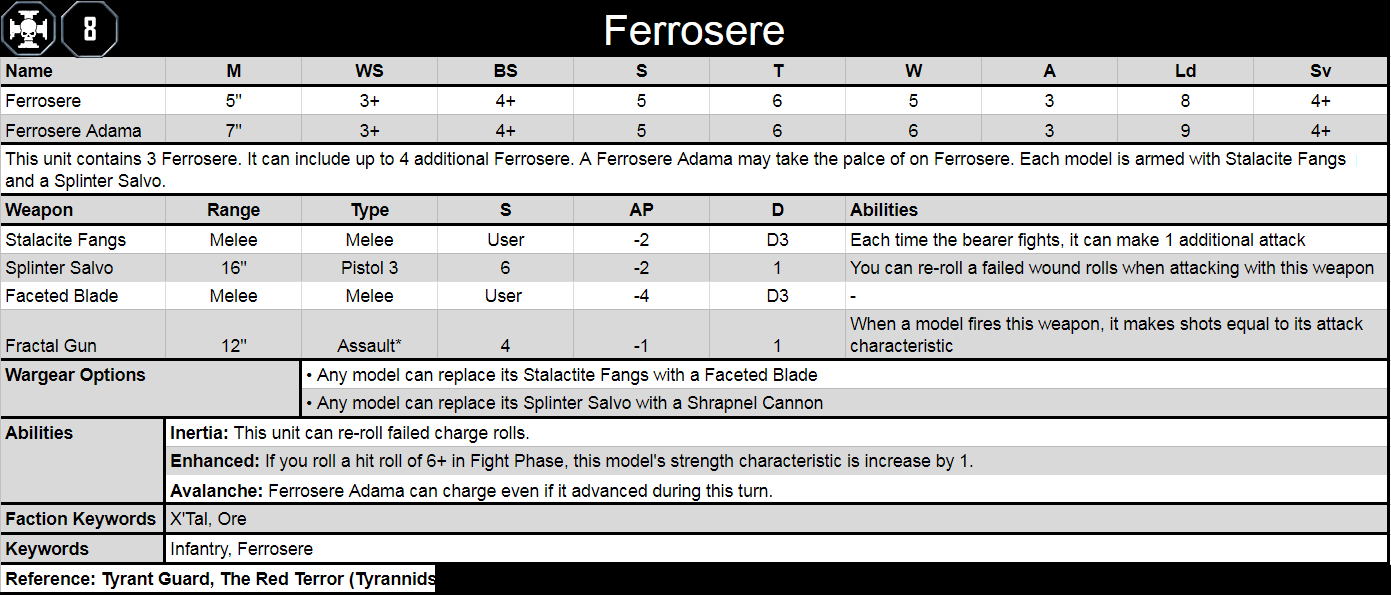 8 Ferrosere
Name M WS BS S T W A Ld Sv
Ferrosere 5" 3+ 4+ 5 6 5 3 8 4+
Ferrosere Adama 7" 3+ 4+ 5 6 6 3 9 4+
This unit contains 3 Ferrosere. It can include up to 4 additional Ferrosere. A Ferrosere Adama may take the palce of on Ferrosere. Each model is armed with Stalacite Fangs
and a Splinter Salvo.
Weapon Range Type S AP D Abilities
Stalacite Fangs Melee Melee User -2 D3 Each time the bearer fights, it can make 1 additional attack
Splinter Salvo 16" Pistol 3 6 -2 1 You can re-roll a failed wound rolls when attacking with this weapon
Faceted Blade Melee Melee User -4 D3 -
When a model fires this weapon, it makes shots equal to its attack
Fractal Gun 12" Assault* 4 -1 1 characteristic
Wargear Options • Any model can replace its Stalactite Fangs with a Faceted Blade
• Any model can replace its Splinter Salvo with a Shrapnel Cannon
Abilities Inertia: This unit can re-roll failed charge rolls.
Enhanced: If you roll a hit roll of 6+ in Fight Phase, this model's strength characteristic is increase by 1.
Avalanche: Ferrosere Adama can charge even if it advanced during this turn.
Faction Keywords X'Tal, Ore
Keywords Infantry, Ferrosere
Reference: Tyrant Guard, The Red Terror (Tyrannids